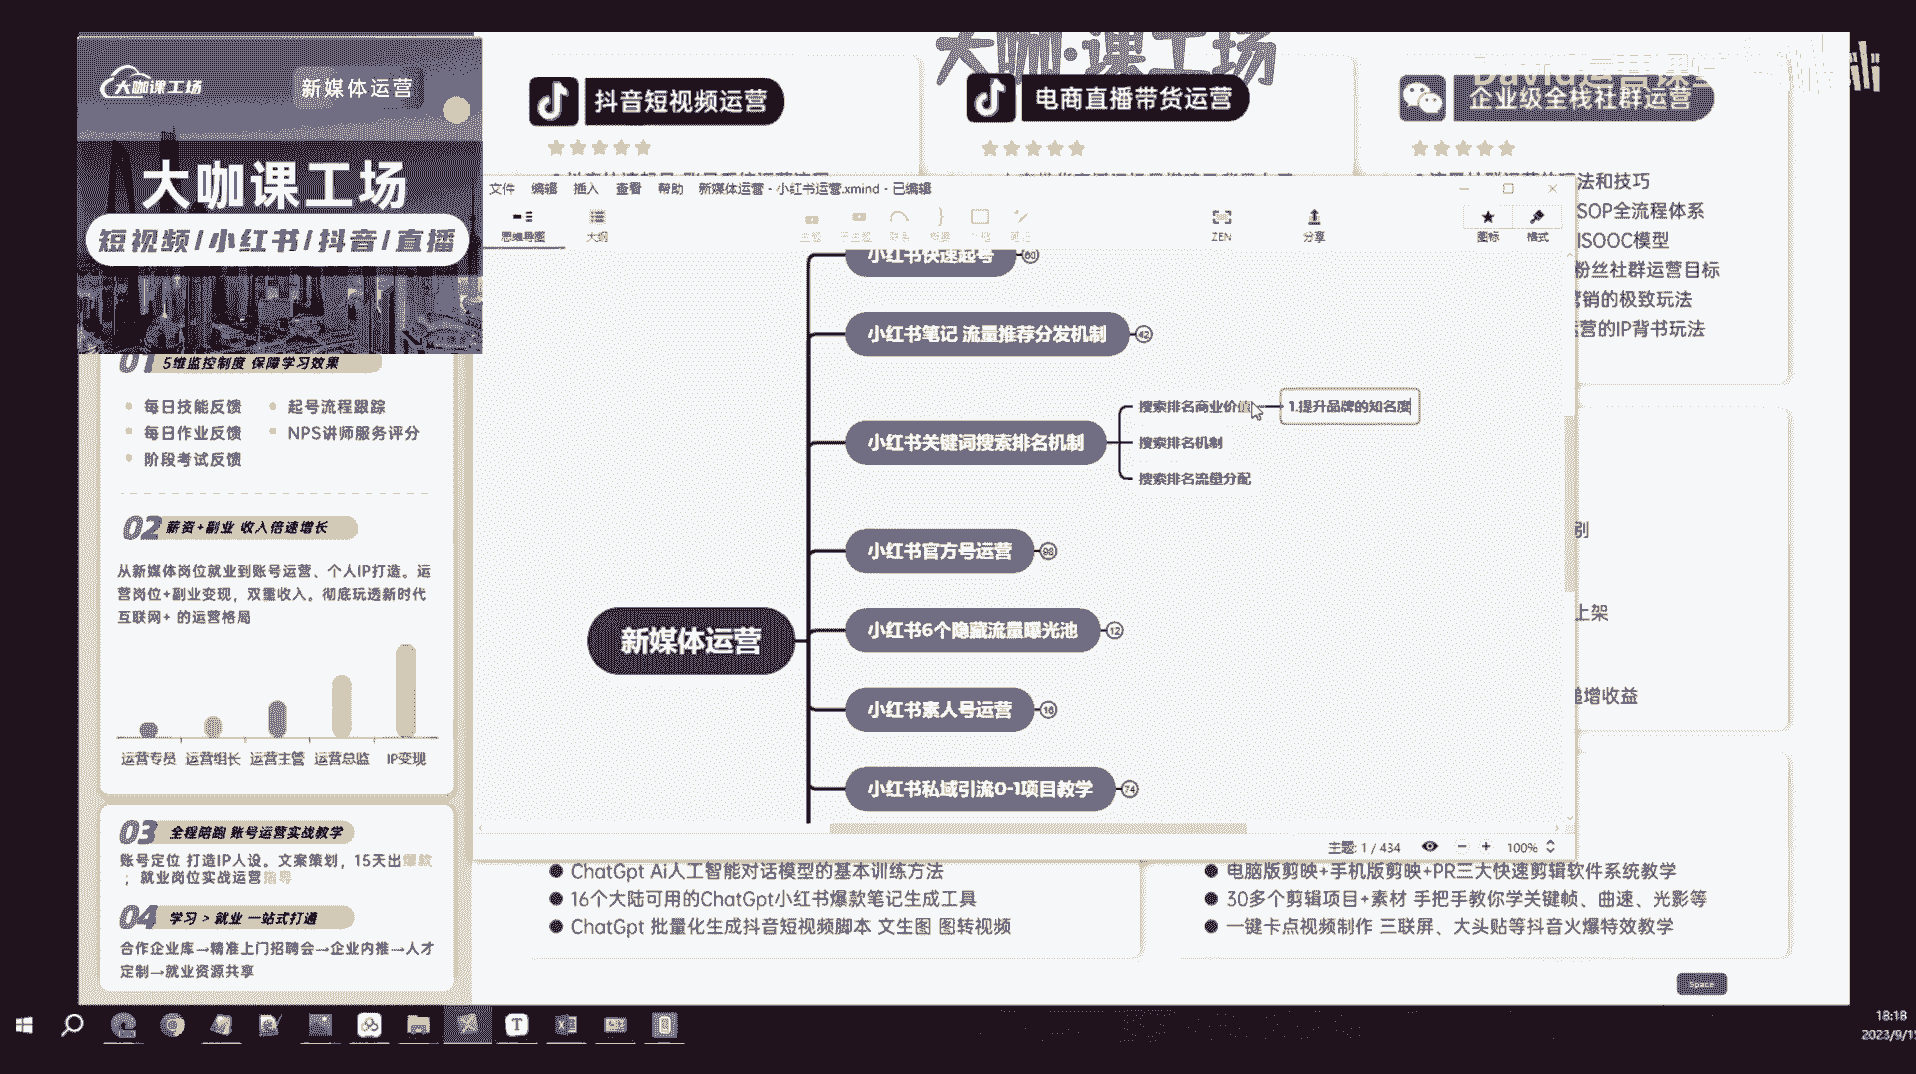 大咖课工场
新媒体运营
大咖课工场
短视频/小红书/抖音/直播
01 5维监控制度 保障学习效果
每日技能反馈
起号流程跟踪
每日作业反馈
NPS讲师服务评分
阶段考试反馈
02 薪资+副业 收入倍速增长
从新媒体岗位就业到账号运营、个人IP打造。运
营岗位+副业变现，双重收入。彻底玩透新时代
互联网+ 的运营格局
运营专员 运营组长 运营主管 运营总监 IP变现
03 全程陪跑 账号运营实战教学
账号定位 打造IP人设。文案策划，15天出爆款
；就业岗位实战运营指导
04 学习 > 就业 一站式打通
合作企业库→精准上门招聘会→企业内推→人才
定制→就业资源共享
大咖·课工场
抖音短视频运营
电商直播带货运营
企业级全栈社群运营
法和技巧
SOP全流程体系
ISOOC模型
粉丝社群运营目标
营销的极致玩法
运营的IP背书玩法
别
上架
递增收益
文件 编辑 插入 查看 帮助 新媒体运营 - 小红书运营.xmind - 已编辑
思维导图 大纲 ZEN 分享 图标 格式
小红书快速起号 60
小红书笔记 流量推荐分发机制 42
小红书关键词搜索排名机制
搜索排名商业价值
1.提升品牌的知名度
搜索排名机制
搜索排名流量分配
小红书官方号运营 98
新媒体运营
小红书6个隐藏流量曝光池 12
小红书素人号运营 16
小红书私域引流0-1项目教学 74
主题: 1 / 434 100%
ChatGpt Ai人工智能对话模型的基本训练方法
16个大陆可用的ChatGpt小红书爆款笔记生成工具
ChatGpt 批量化生成抖音短视频脚本 文生图 图转视频
电脑版剪映+手机版剪映+PR三大快速剪辑软件系统教学
30多个剪辑项目+素材 手把手教你学关键帧、曲速、光影等
一键卡点视频制作 三联屏、大头贴等抖音火爆特效教学
Space
18:18